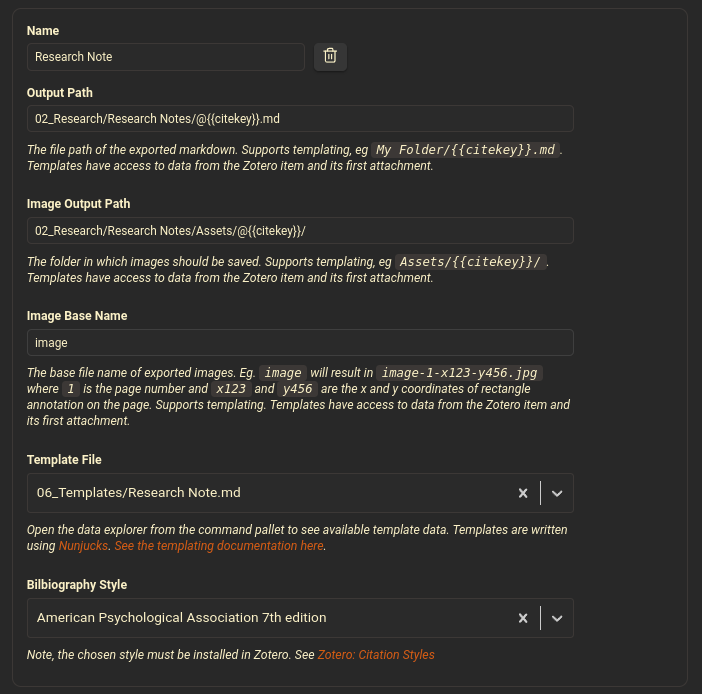 Name
Research Note
Output Path
02_Research/Research Notes/@{{citekey}}.md
The file path of the exported markdown. Supports templating, eg My Folder/{{citekey}}.md .
Templates have access to data from the Zotero item and its first attachment.
Image Output Path
02_Research/Research Notes/Assets/@{{citekey}}/
The folder in which images should be saved. Supports templating, eg Assets/{{citekey}}/ .
Templates have access to data from the Zotero item and its first attachment.
Image Base Name
image
The base file name of exported images. Eg. image will result in image-1-x123-y456.jpg
where 1 is the page number and x123 and y456 are the x and y coordinates of rectangle
annotation on the page. Supports templating. Templates have access to data from the Zotero item and
its first attachment.
Template File
06_Templates/Research Note.md
Open the data explorer from the command pallet to see available template data. Templates are written
using Nunjucks. See the templating documentation here.
Bilbiography Style
American Psychological Association 7th edition
Note, the chosen style must be installed in Zotero. See Zotero: Citation Styles